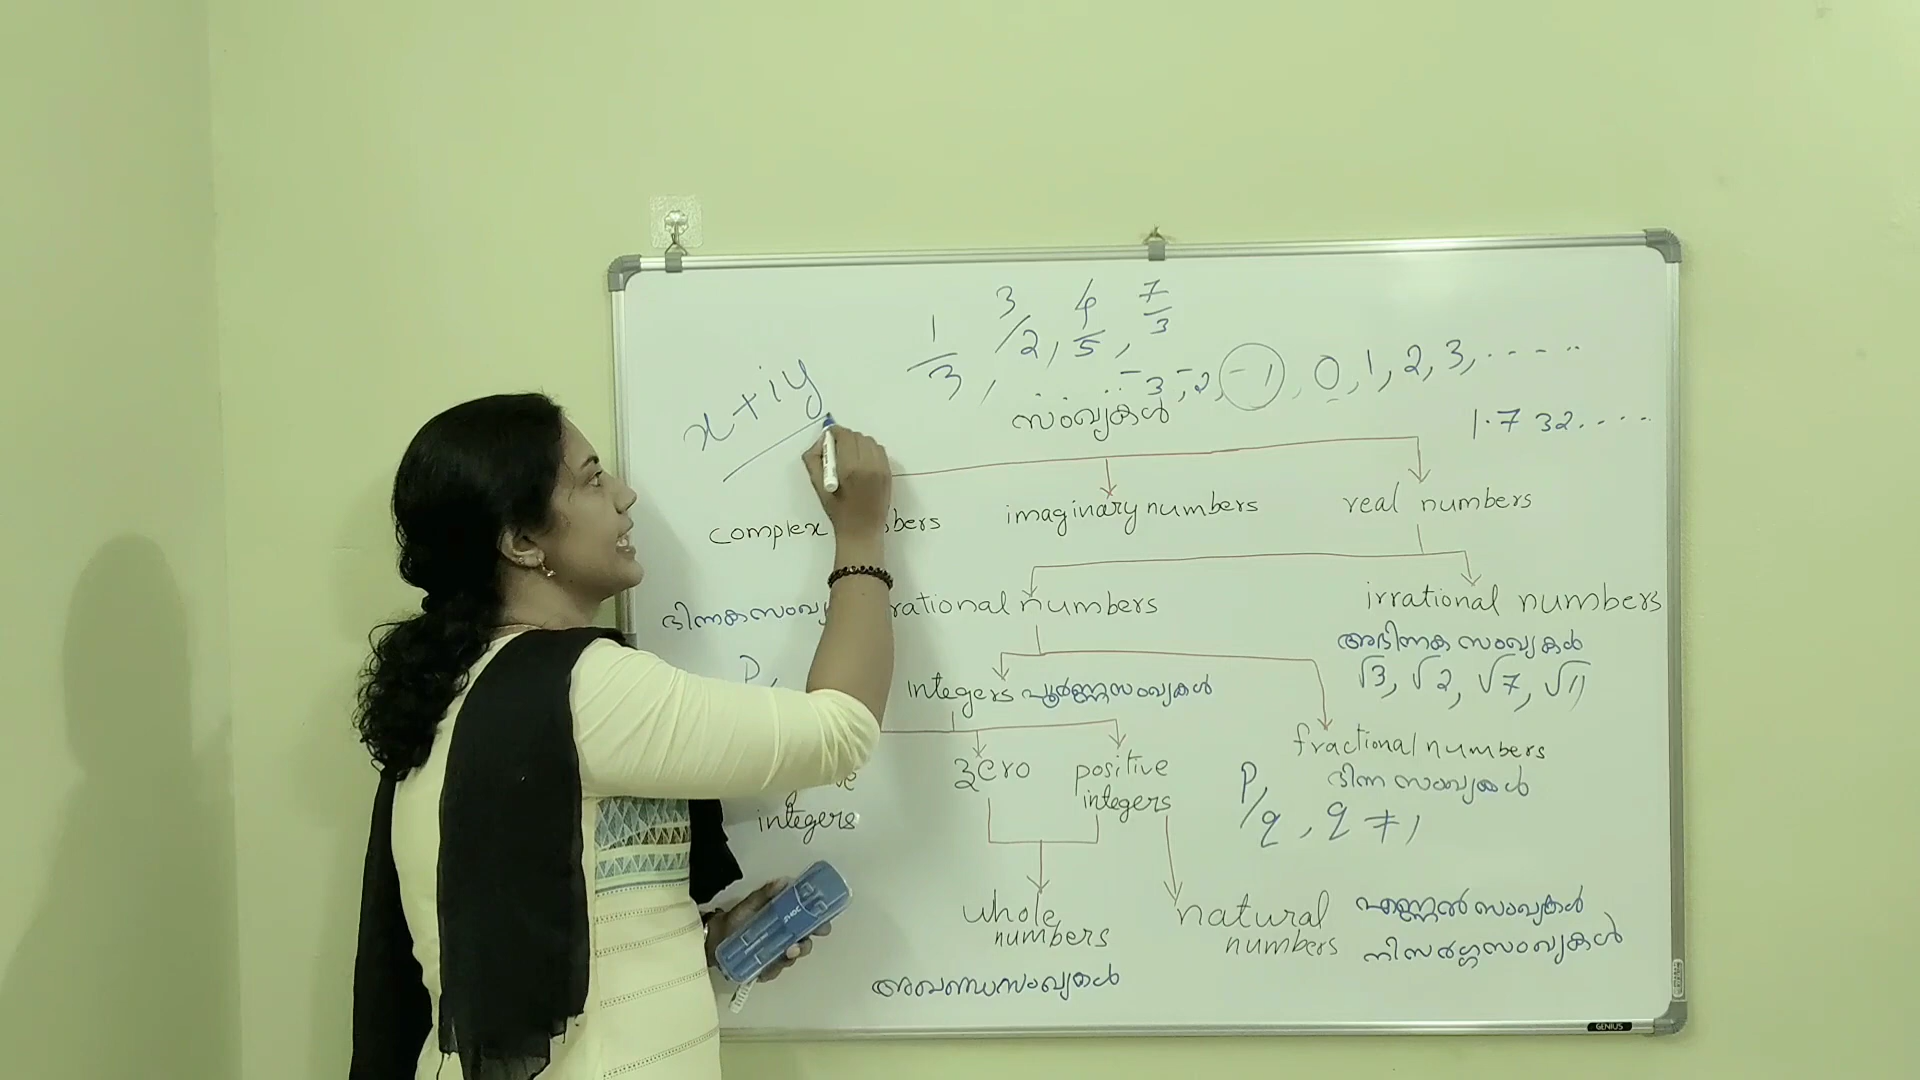 1/3, 3/2, 4/5, 7/3
x+iy
..... -3, -2, -1, 0, 1, 2, 3, .....
സംഖ്യകൾ
1.732....
complex
bers
imaginary numbers
real numbers
ഭിന്നകസംഖ്യ
rational numbers
irrational numbers
അഭിന്നക സംഖ്യകൾ
√3, √2, √7, √11
P
Integers പൂർണ്ണസംഖ്യകൾ
fractional numbers
ഭിന്ന സംഖ്യകൾ
integers
zero
positive
integers
P/q, q ≠ 1
whole
numbers
natural
numbers
എണ്ണൽ സംഖ്യകൾ
നിസർഗ്ഗസംഖ്യകൾ
അഖണ്ഡസംഖ്യകൾ
GENIUS